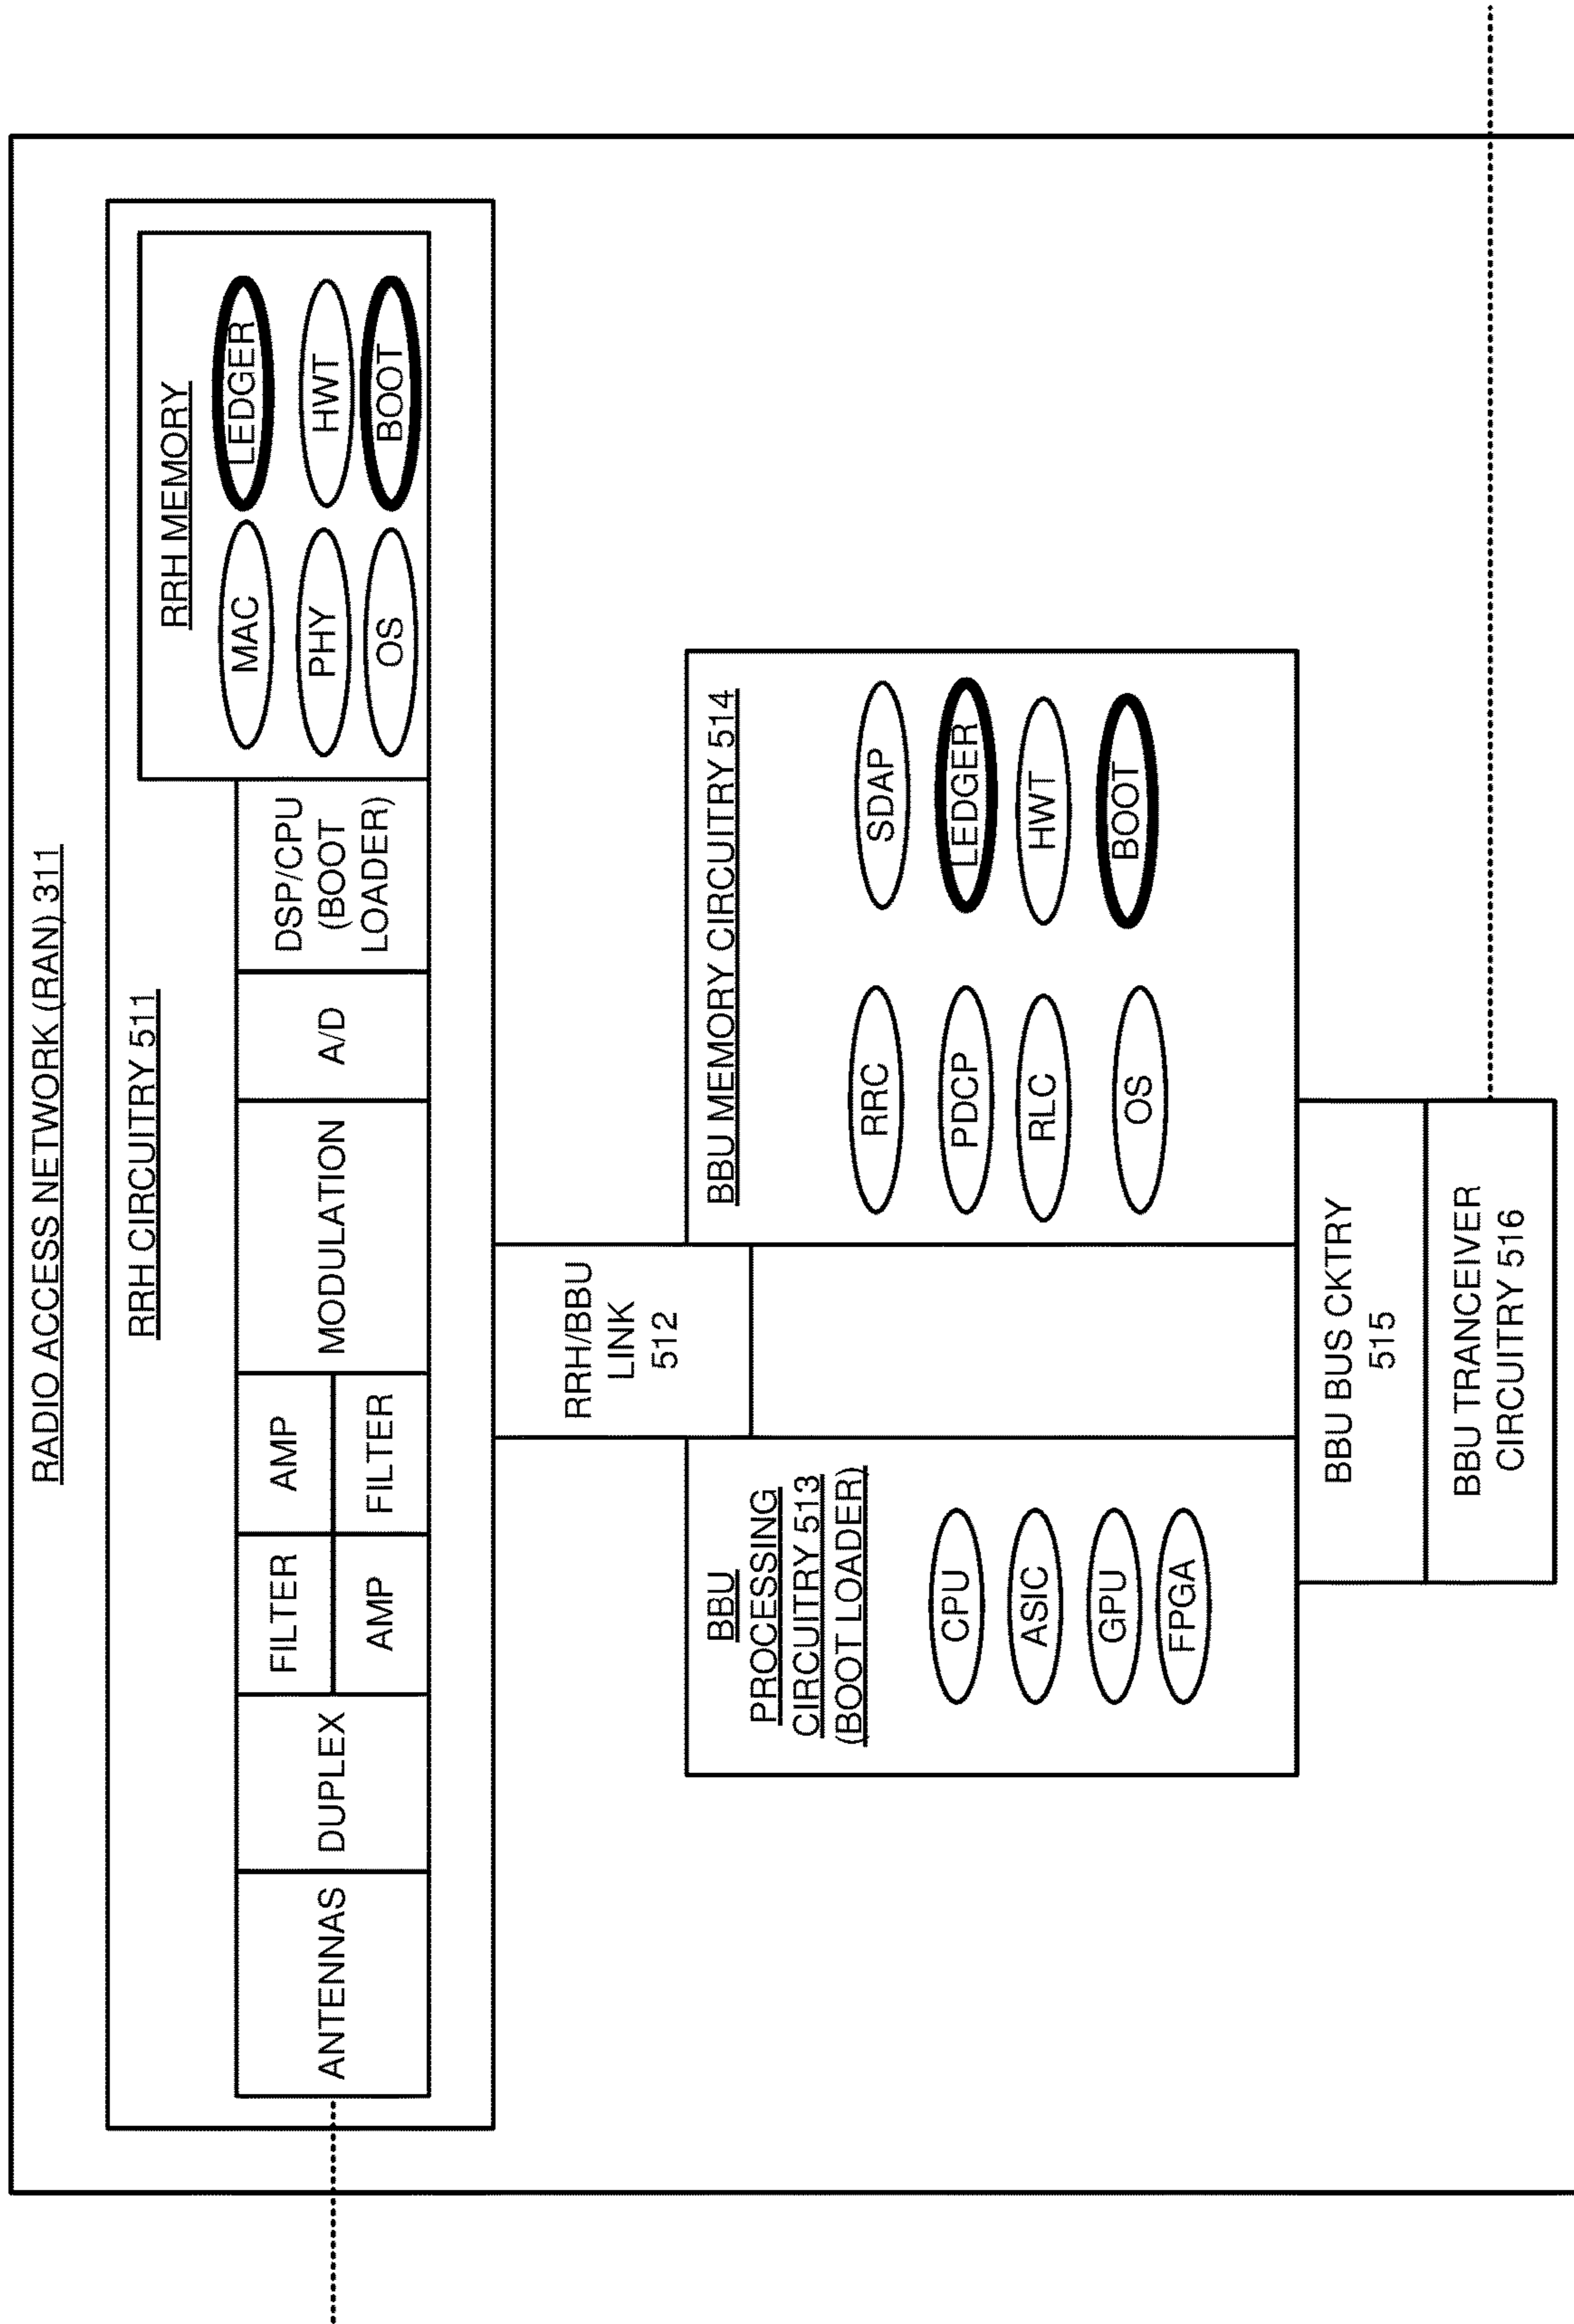 RADIO ACCESS NETWORK (RAN) 311
RRH CIRCUITRY 511
ANTENNAS
DUPLEX
FILTER
AMP
AMP
FILTER
MODULATION
A/D
DSP/CPU
(BOOT
LOADER)
RRH MEMORY
MAC
LEDGER
PHY
HWT
OS
BOOT
RRH/BBU
LINK
512
BBU
PROCESSING
CIRCUITRY 513
(BOOT LOADER)
CPU
ASIC
GPU
FPGA
BBU MEMORY CIRCUITRY 514
RRC
SDAP
PDCP
LEDGER
RLC
HWT
OS
BOOT
BBU BUS CKTRY
515
BBU TRANCEIVER
CIRCUITRY 516